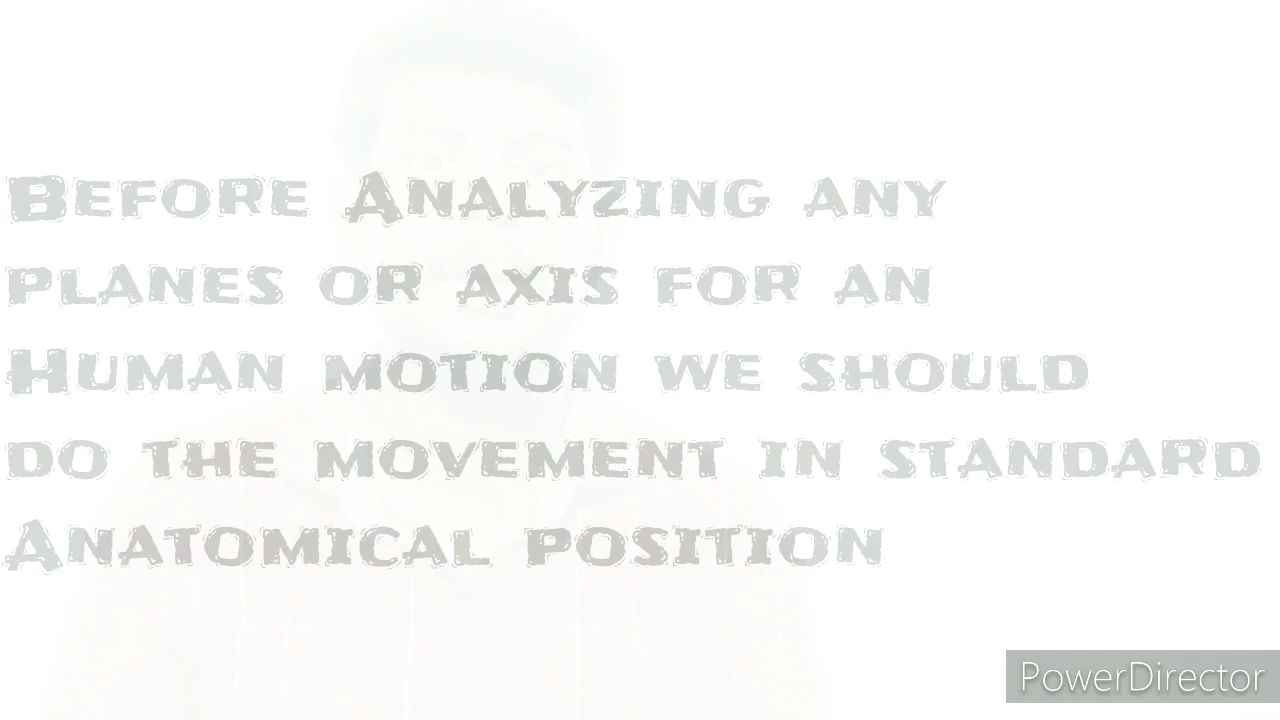 Before Analyzing any
planes or axis for an
Human motion we should
do the movement in standard
Anatomical position
PowerDirector